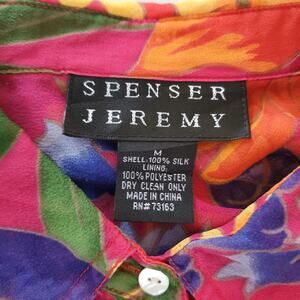 SPENSER
JEREMY
M
SHELL: 100% SILK
LINING:
100% POLYESTER
DRY CLEAN ONLY
MADE IN CHINA
RN# 73163